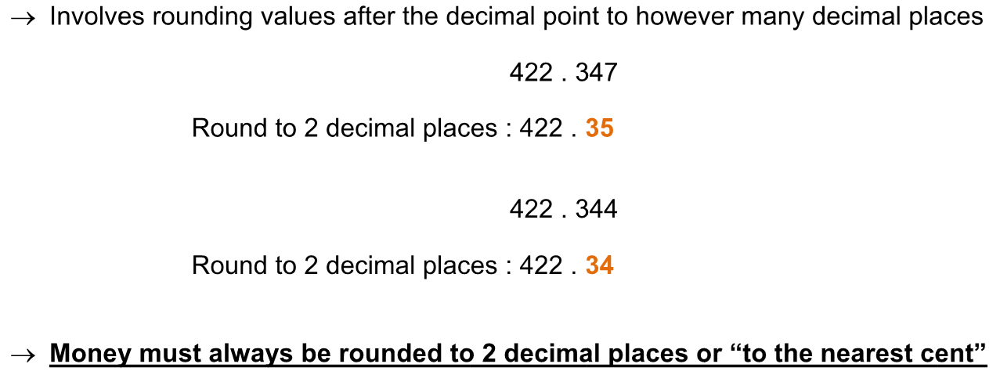 → Involves rounding values after the decimal point to however many decimal places
422 . 347
Round to 2 decimal places : 422 . 35
422 . 344
Round to 2 decimal places : 422 . 34
→ Money must always be rounded to 2 decimal places or “to the nearest cent”